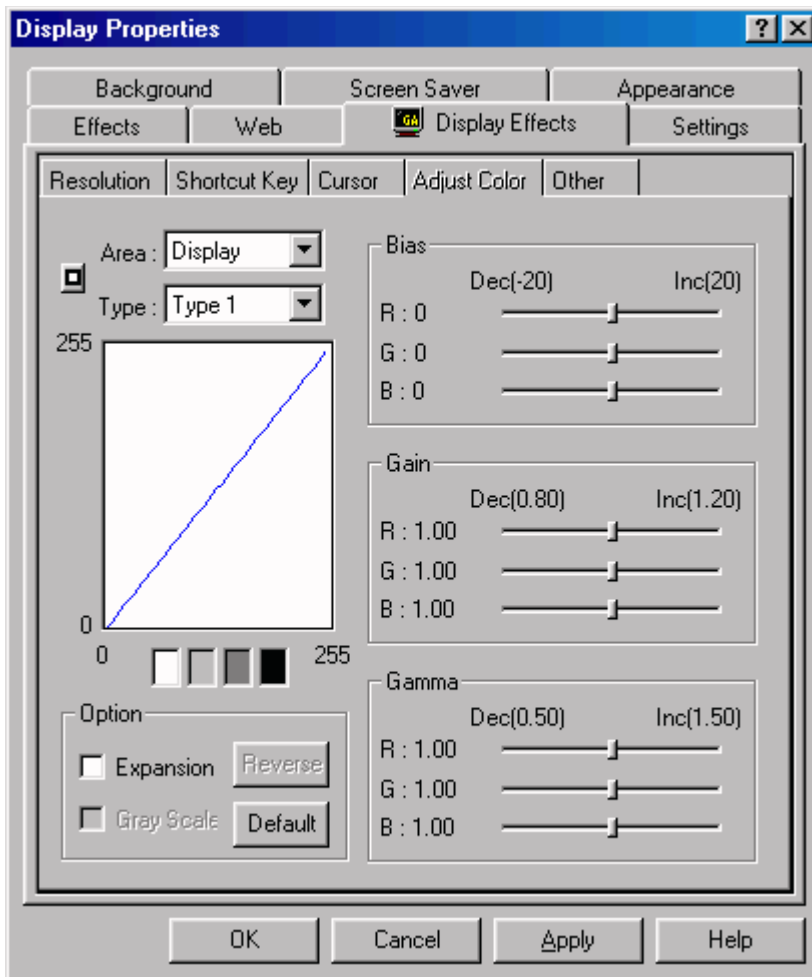 Display Properties
Background Screen Saver Appearance
Effects Web GA Display Effects Settings
Resolution Shortcut Key Cursor Adjust Color Other
Area : Display
Type : Type 1
255
0
0 255
Option
Expansion Reverse
Gray Scale Default
Bias
Dec(-20) Inc(20)
R : 0
G : 0
B : 0
Gain
Dec(0.80) Inc(1.20)
R : 1.00
G : 1.00
B : 1.00
Gamma
Dec(0.50) Inc(1.50)
R : 1.00
G : 1.00
B : 1.00
OK Cancel Apply Help